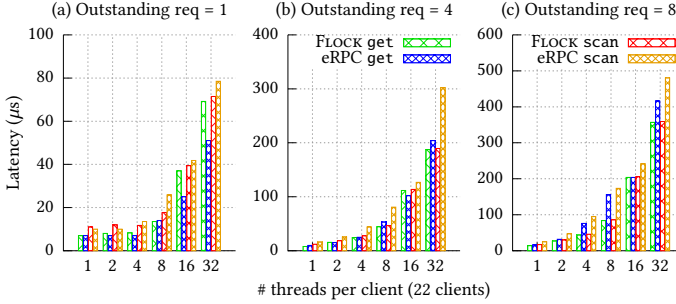 (a) Outstanding req = 1
(b) Outstanding req = 4
(c) Outstanding req = 8
Latency (μs)
100
80
60
40
20
0
1 2 4 8 16 32
400
300
200
100
0
1 2 4 8 16 32
600
500
400
300
200
100
0
1 2 4 8 16 32
FLOCK get
eRPC get
FLOCK scan
eRPC scan
# threads per client (22 clients)